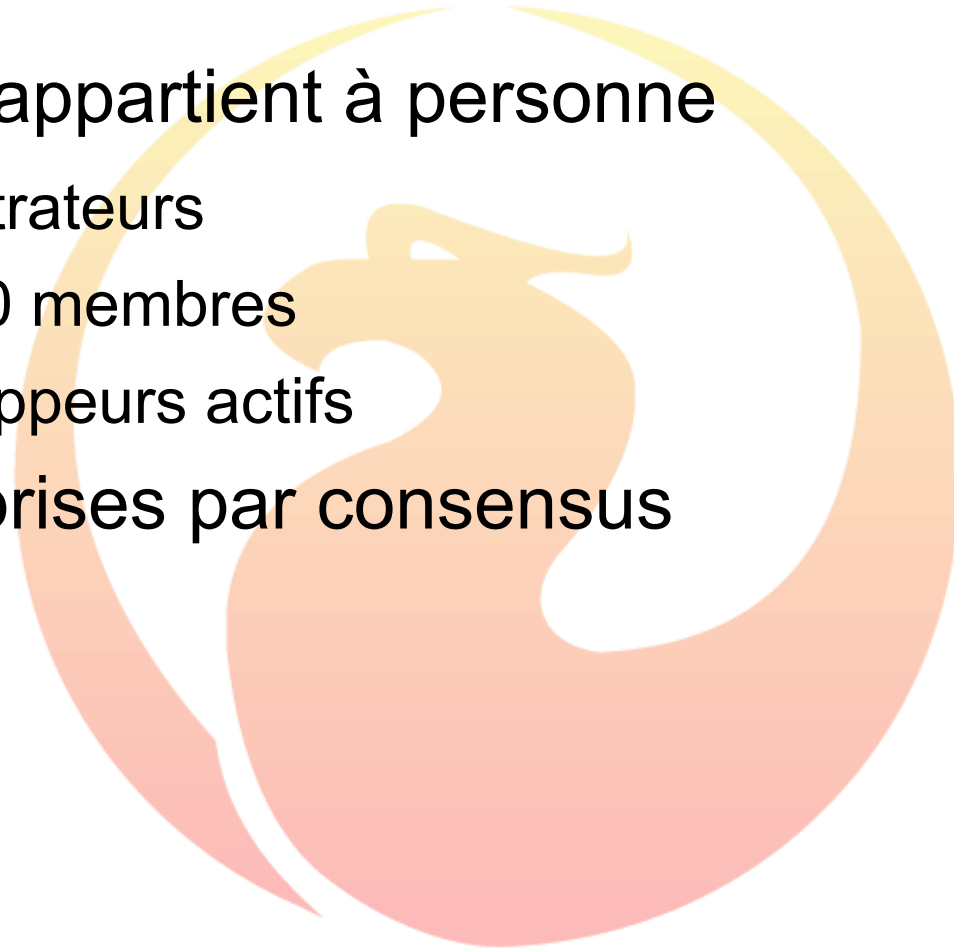 appartient à personne
trateurs
0 membres
ppeurs actifs
prises par consensus